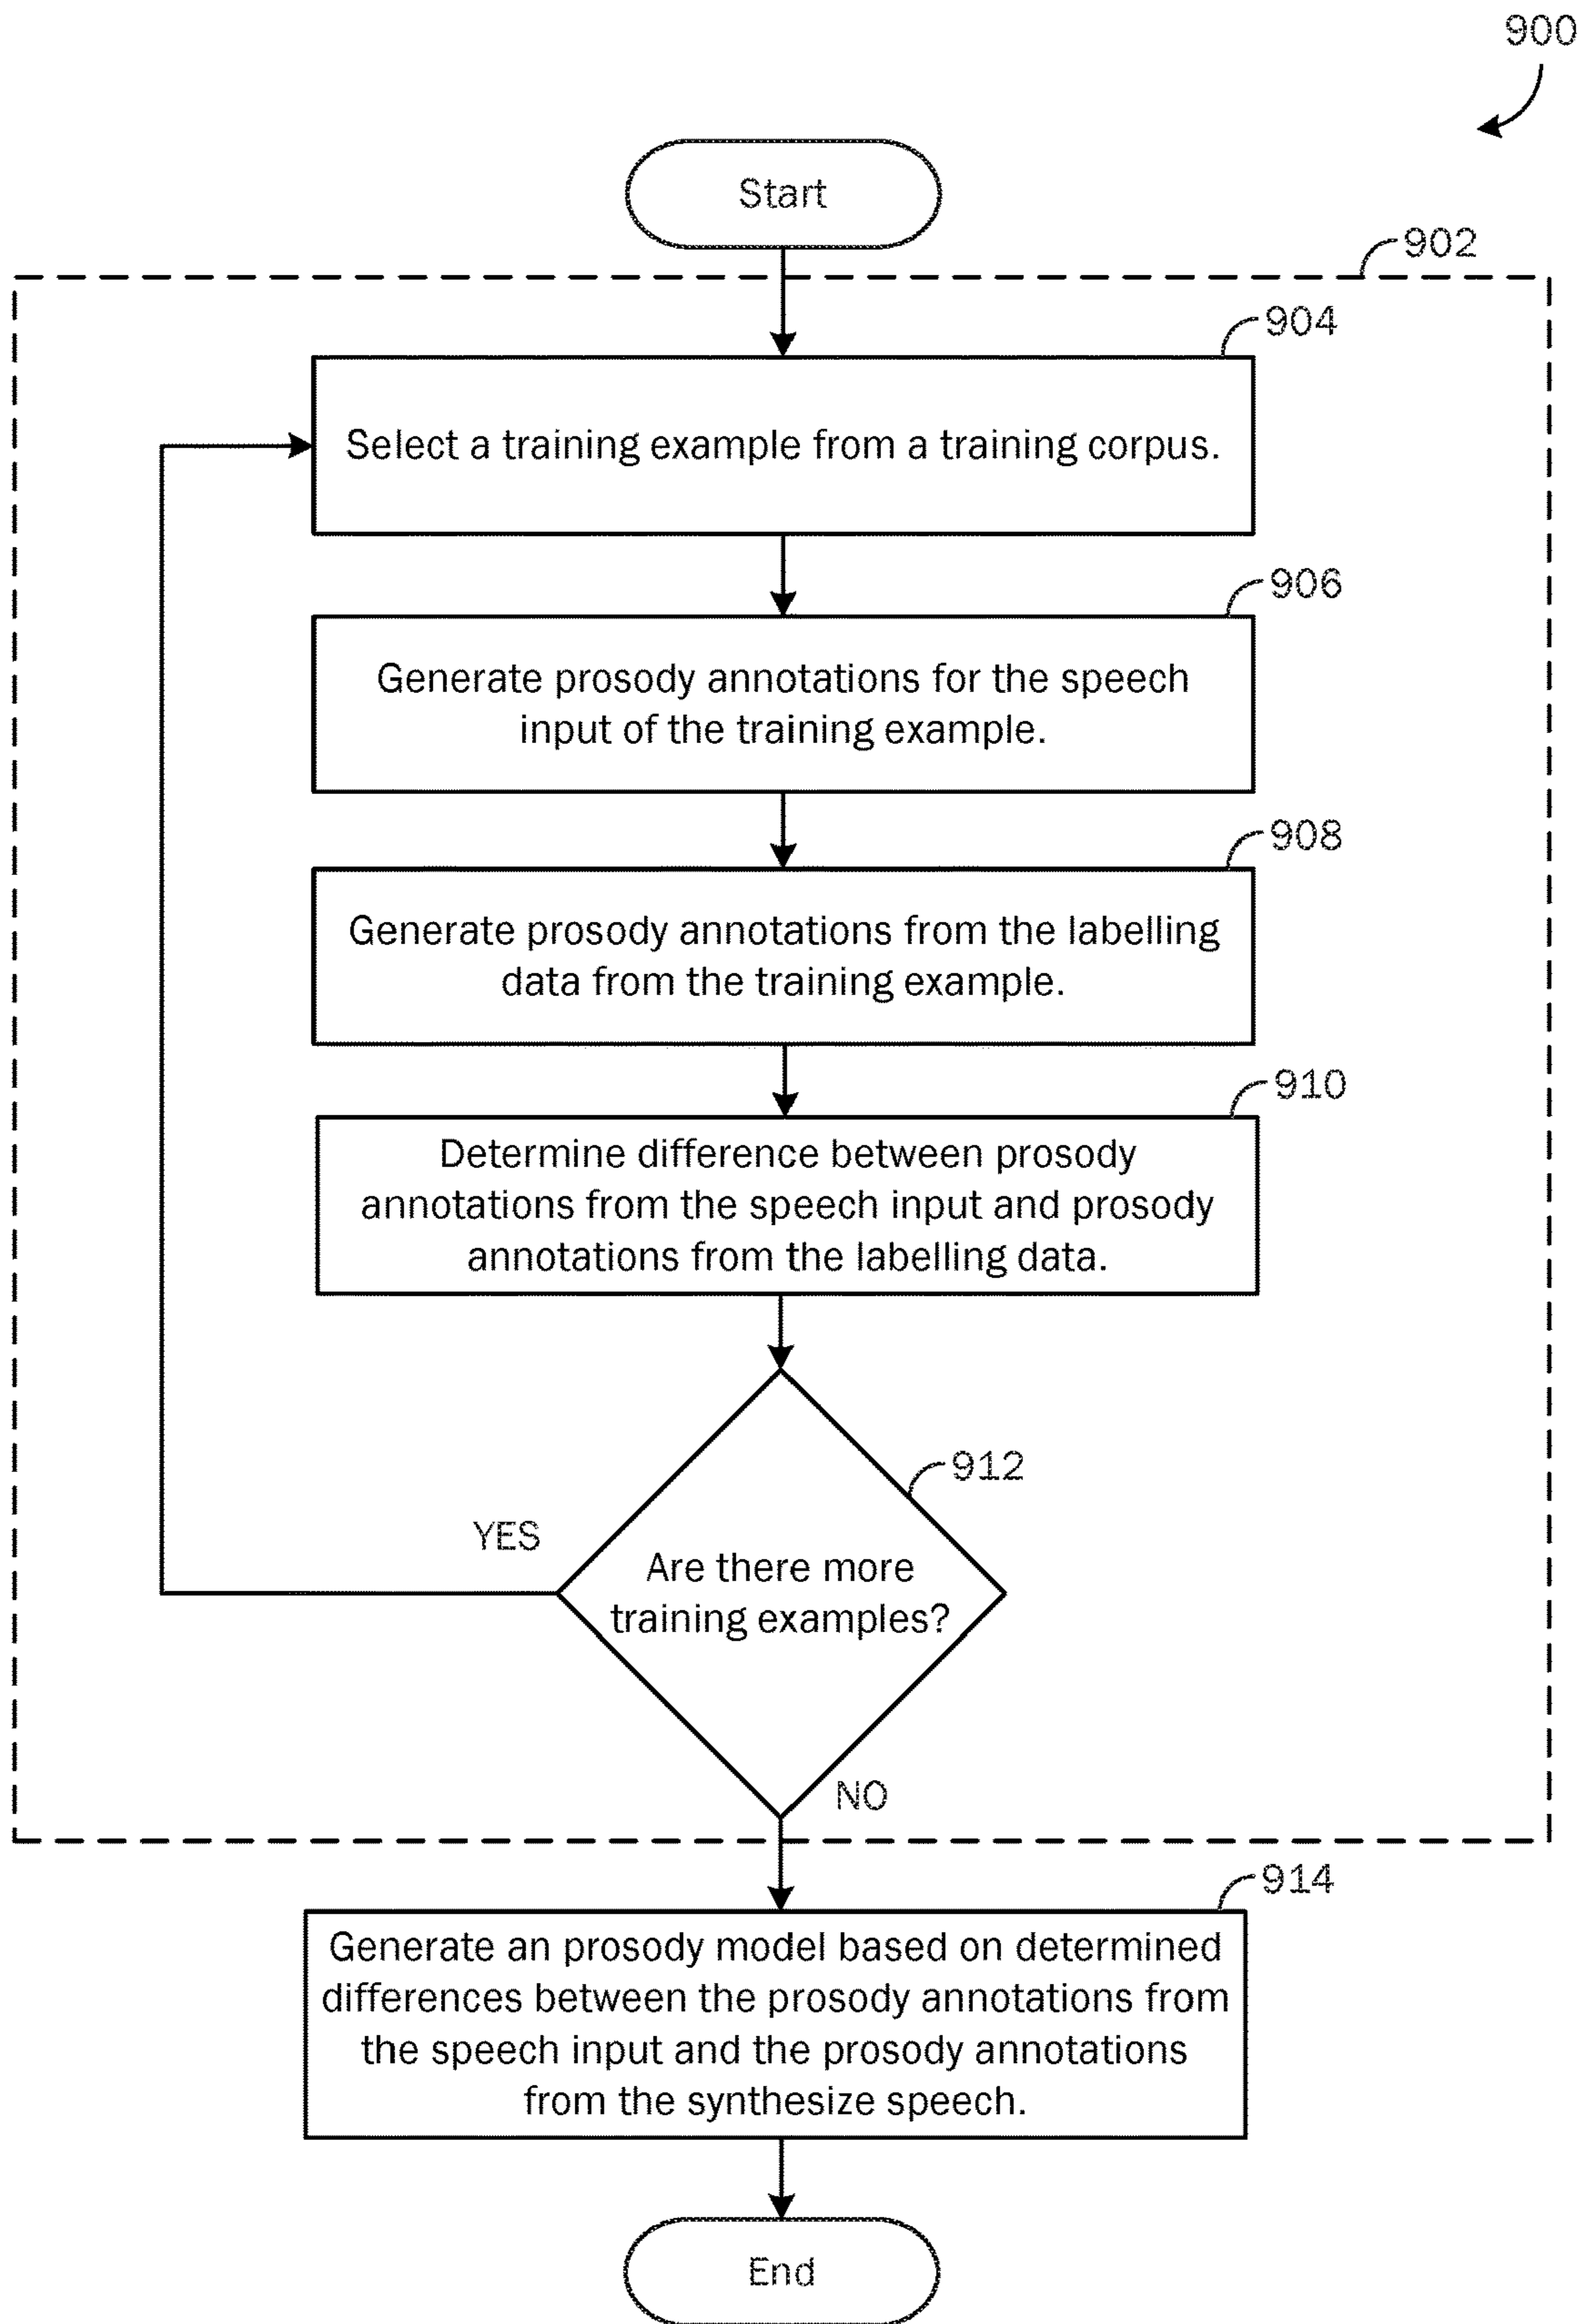 900
Start
902
904
Select a training example from a training corpus.
906
Generate prosody annotations for the speech
input of the training example.
908
Generate prosody annotations from the labelling
data from the training example.
910
Determine difference between prosody
annotations from the speech input and prosody
annotations from the labelling data.
912
YES
Are there more
training examples?
NO
914
Generate an prosody model based on determined
differences between the prosody annotations from
the speech input and the prosody annotations
from the synthesize speech.
End